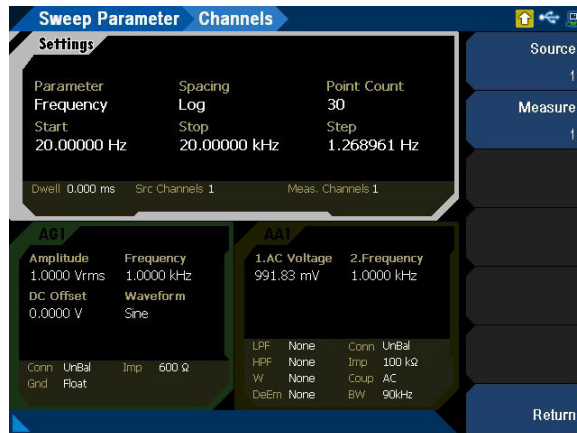 Sweep Parameter Channels
Settings
Source
1
Measure
1
Parameter Spacing Point Count
Frequency Log 30
Start Stop Step
20.00000 Hz 20.00000 kHz 1.268961 Hz
Dwell 0.000 ms Src Channels 1 Meas. Channels 1
AG1
Amplitude Frequency
1.0000 Vrms 1.0000 kHz
DC Offset Waveform
0.0000 V Sine
Conn UnBal Imp 600 Ω
Gnd Float
AA1
1.AC Voltage 2.Frequency
991.83 mV 1.0000 kHz
LPF None Conn UnBal
HPF None Imp 100 kΩ
W None Coup AC
DeEm None BW 90kHz
Return